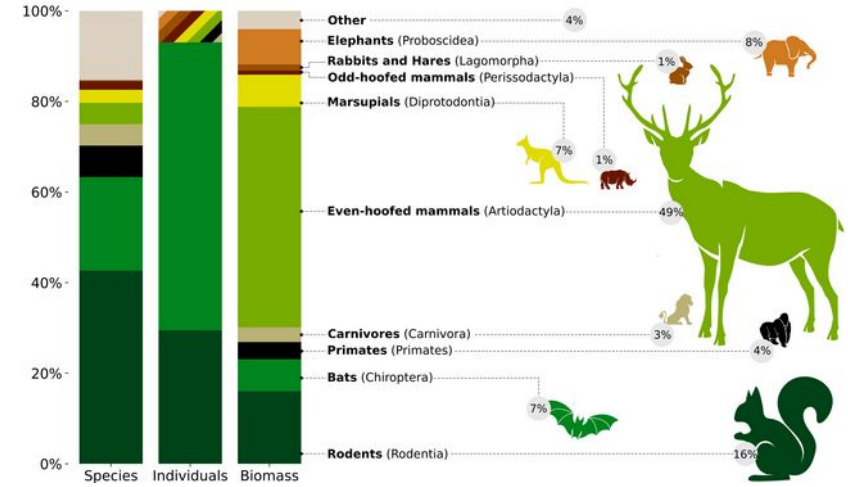 100%
Other 4%
Elephants (Proboscidea) 8%
Rabbits and Hares (Lagomorpha) 1%
Odd-hoofed mammals (Perissodactyla) 1%
80%
Marsupials (Diprotodontia) 7%
60%
Even-hoofed mammals (Artiodactyla) 49%
40%
Carnivores (Carnivora) 3%
Primates (Primates) 4%
20%
Bats (Chiroptera) 7%
Rodents (Rodentia) 16%
0%
Species Individuals Biomass